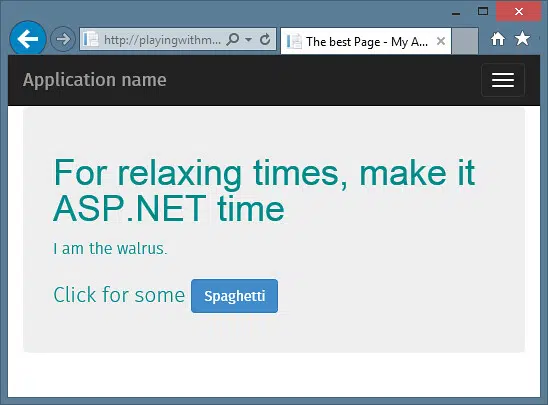 http://playingwithm...
The best Page - My A...
Application name
For relaxing times, make it
ASP.NET time
I am the walrus.
Click for some Spaghetti